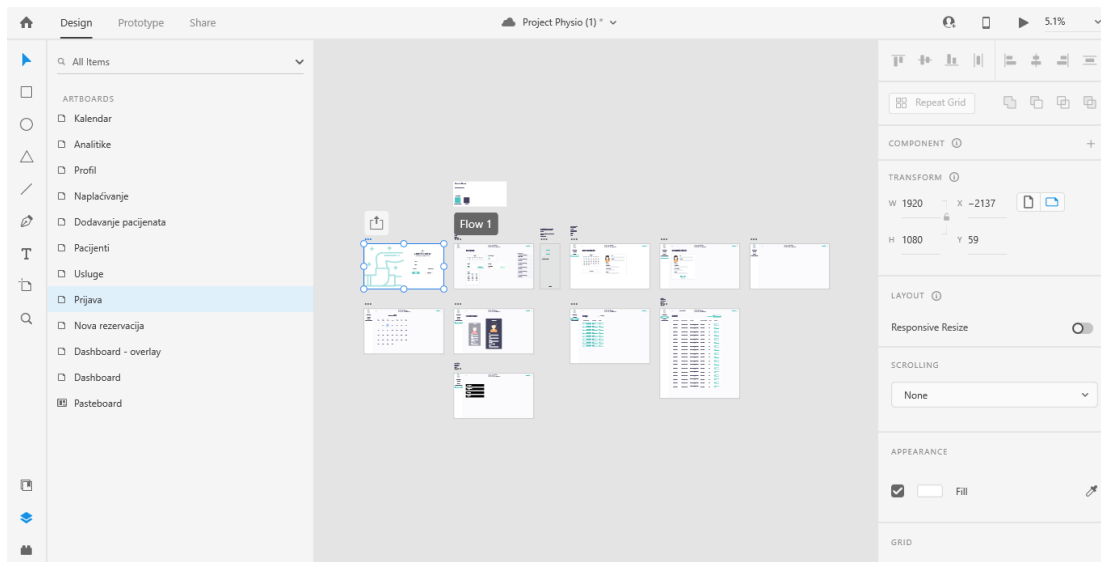 Design Prototype Share Project Physio (1) * 5.1%
All Items
ARTBOARDS
Kalendar
Analitike
Profil
Naplaćivanje
Dodavanje pacijenata
Pacijenti
Usluge
Prijava
Nova rezervacija
Dashboard - overlay
Dashboard
Pasteboard
Flow 1
Repeat Grid
COMPONENT
TRANSFORM
W 1920 X -2137
H 1080 Y 59
LAYOUT
Responsive Resize
SCROLLING
None
APPEARANCE
Fill
GRID